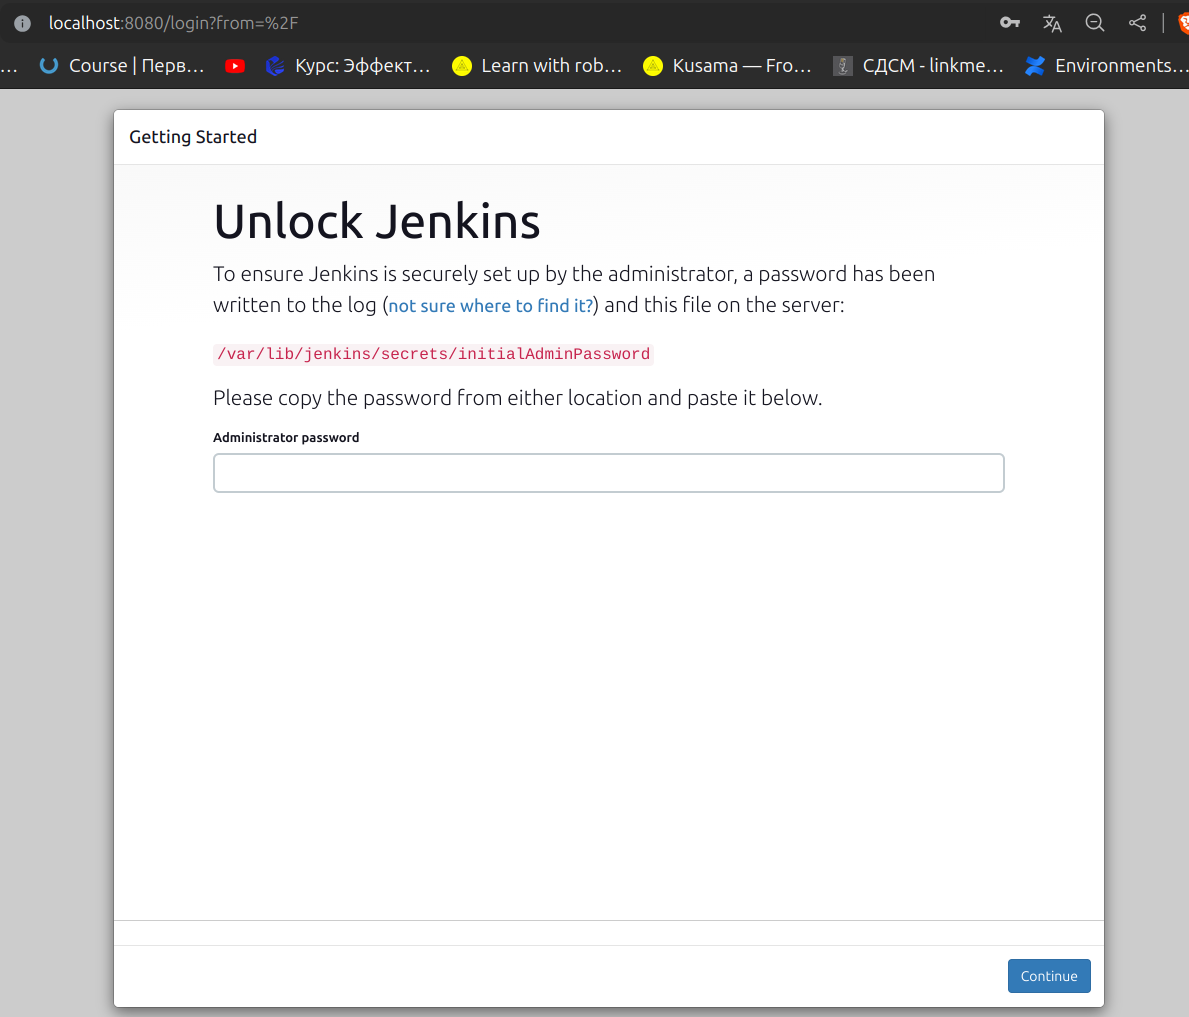 localhost:8080/login?from=%2F
... Course | Перв... Курс: Эффект... Learn with rob... Kusama — Fro... СДСМ - linkme... Environments...
Getting Started
Unlock Jenkins
To ensure Jenkins is securely set up by the administrator, a password has been
written to the log (not sure where to find it?) and this file on the server:
/var/lib/jenkins/secrets/initialAdminPassword
Please copy the password from either location and paste it below.
Administrator password
Continue